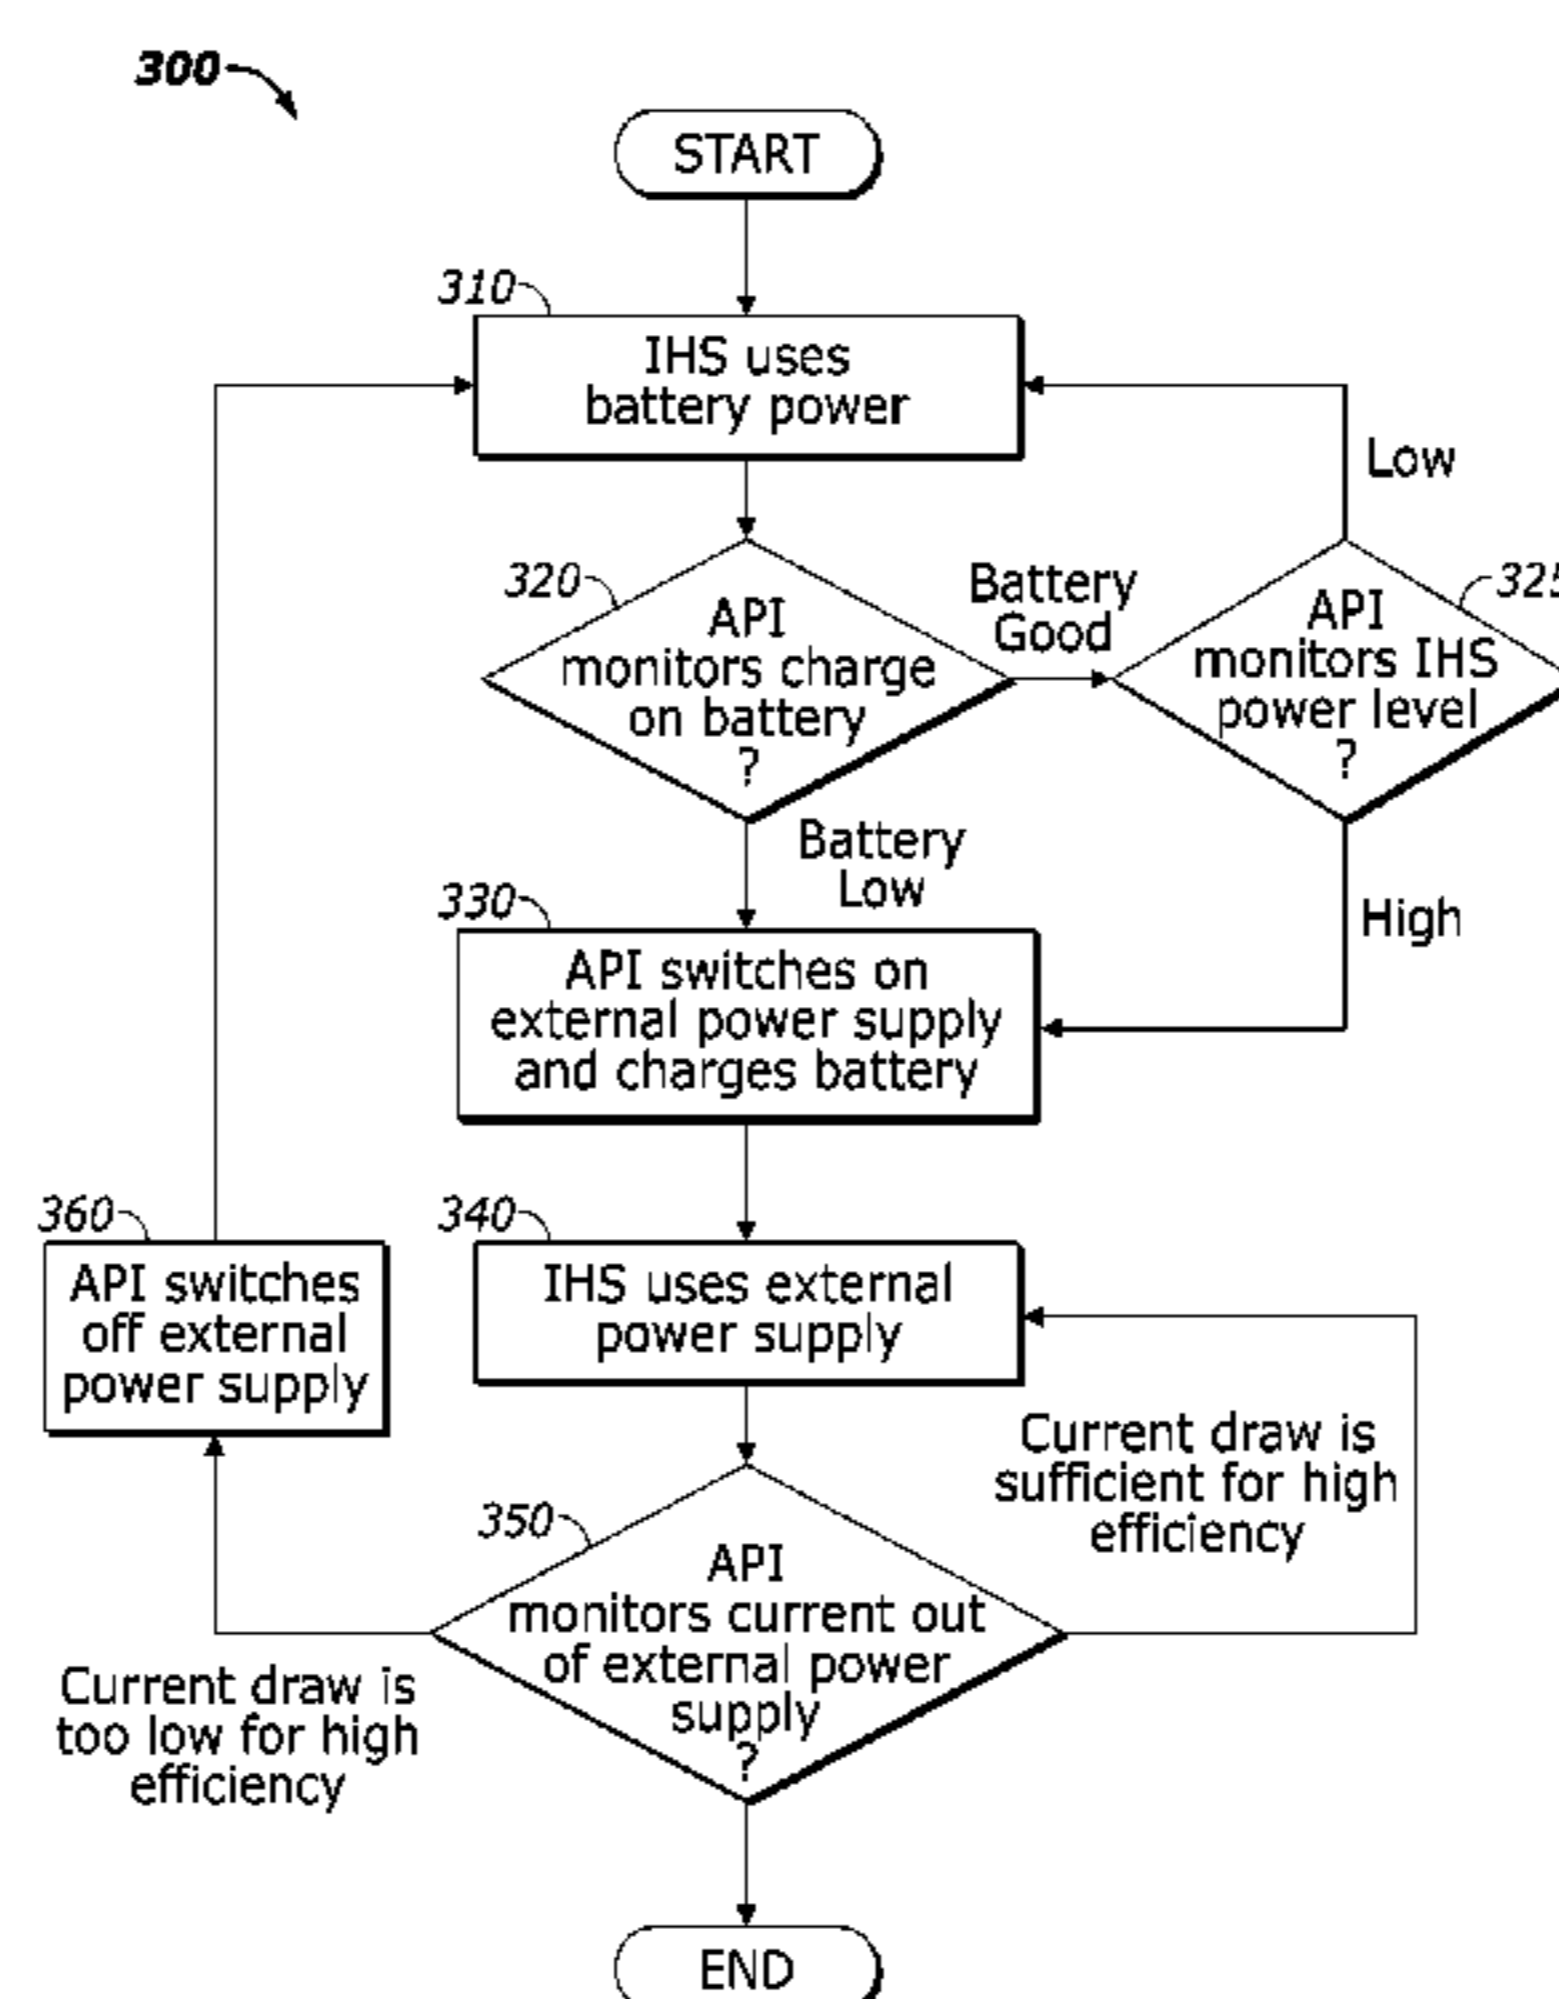 300
START
310
IHS uses
battery power
Low
320
API
monitors charge
on battery
?
Battery
Good
325
API
monitors IHS
power level
?
Battery
Low
High
330
API switches on
external power supply
and charges battery
360
API switches
off external
power supply
340
IHS uses external
power supply
Current draw is
sufficient for high
efficiency
350
API
monitors current out
of external power
supply
?
Current draw is
too low for high
efficiency
END